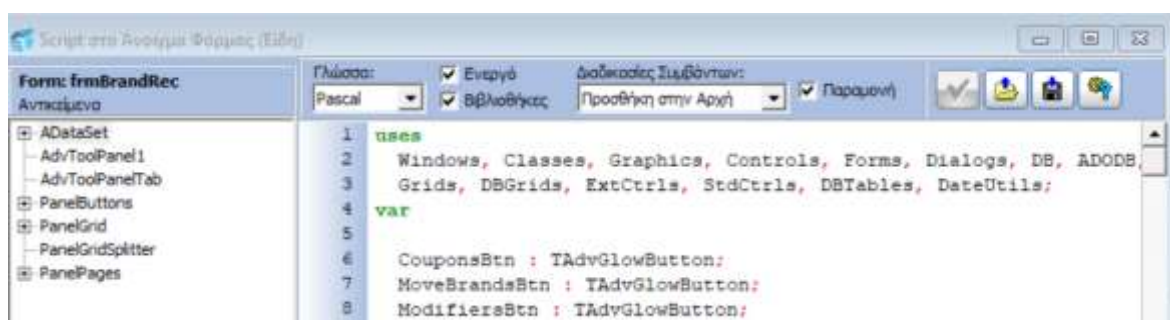 Script στο Άνοιγμα Φόρμας (Είδη)
Form: frmBrandRec
Αντικείμενα
Γλώσσα:
Pascal
Ενεργό
Βιβλιοθήκες
Διαδικασίες Συμβάντων:
Προσθήκη στην Αρχή
Παραμονή
ADataSet
AdvToolPanel1
AdvToolPanelTab
PanelButtons
PanelGrid
PanelGridSplitter
PanelPages
1 uses
2 Windows, Classes, Graphics, Controls, Forms, Dialogs, DB, ADODB,
3 Grids, DBGrids, ExtCtrls, StdCtrls, DBTables, DateUtils;
4 var
5
6 CouponsBtn : TAdvGlowButton;
7 MoveBrandsBtn : TAdvGlowButton;
8 ModifiersBtn : TAdvGlowButton;